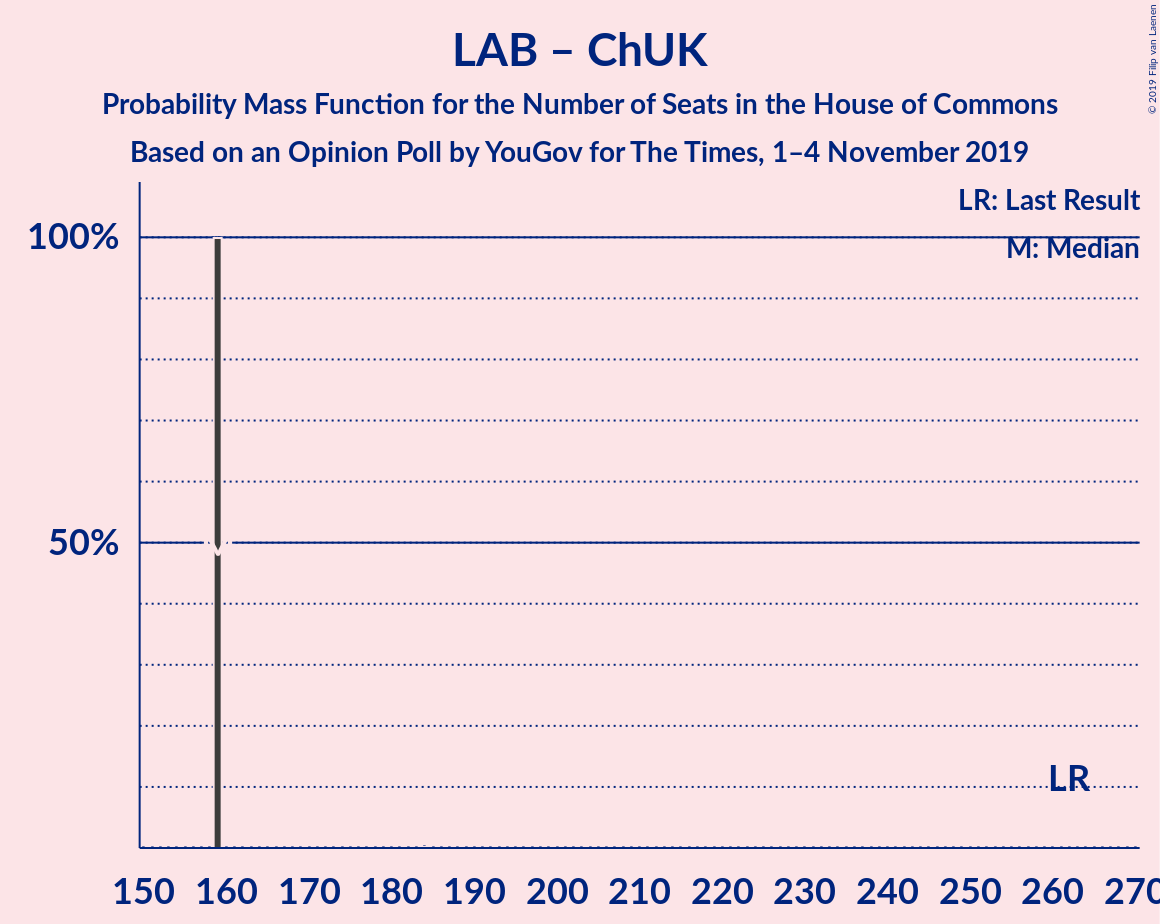 LAB – ChUK
Probability Mass Function for the Number of Seats in the House of Commons
Based on an Opinion Poll by YouGov for The Times, 1–4 November 2019
© 2019 Filip van Laenen
LR: Last Result
M: Median
100%
50%
LR
150 160 170 180 190 200 210 220 230 240 250 260 270